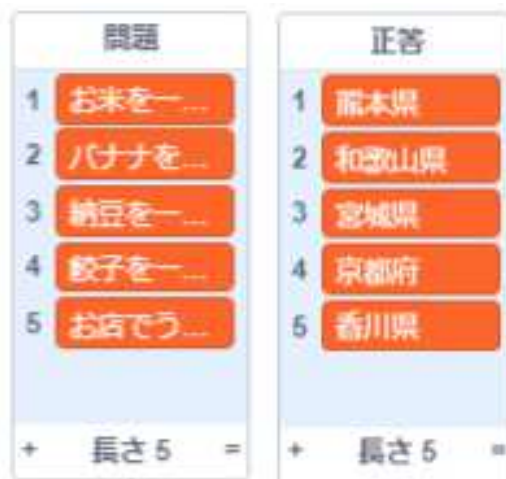 問題
1 お米を一...
2 バナナを...
3 納豆を一...
4 餃子を一...
5 お店でう...
+ 長さ 5 =
正答
1 熊本県
2 和歌山県
3 宮城県
4 京都府
5 香川県
+ 長さ 5 =